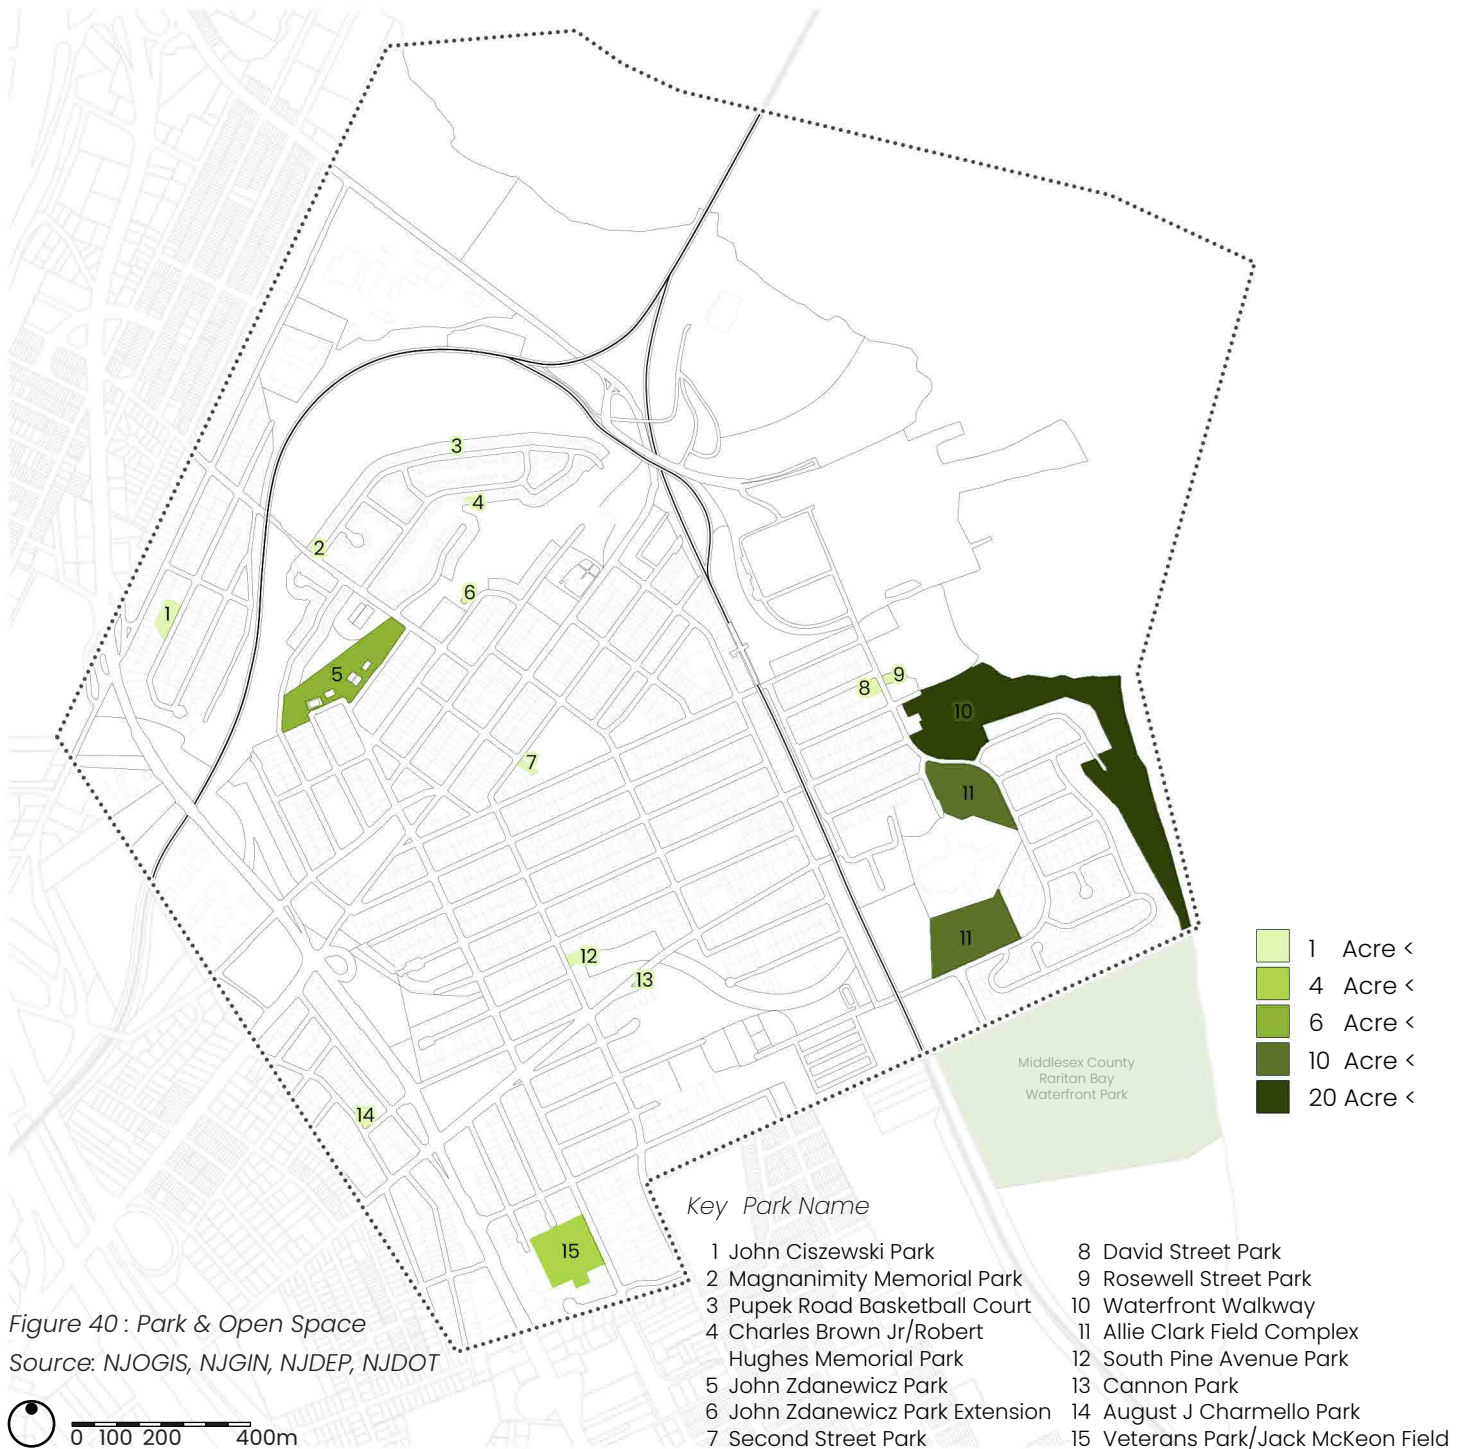 3
4
2
6
1
5
9
8
10
7
11
11
12
13
14
15
1 Acre <
4 Acre <
6 Acre <
10 Acre <
20 Acre <
Middlesex County
Raritan Bay
Waterfront Park
Key Park Name
1 John Ciszewski Park
2 Magnanimity Memorial Park
3 Pupek Road Basketball Court
4 Charles Brown Jr/Robert
Hughes Memorial Park
5 John Zdanewicz Park
6 John Zdanewicz Park Extension
7 Second Street Park
8 David Street Park
9 Rosewell Street Park
10 Waterfront Walkway
11 Allie Clark Field Complex
12 South Pine Avenue Park
13 Cannon Park
14 August J Charmello Park
15 Veterans Park/Jack McKeon Field
Figure 40 : Park & Open Space
Source: NJOGIS, NJGIN, NJDEP, NJDOT
0 100 200 400m